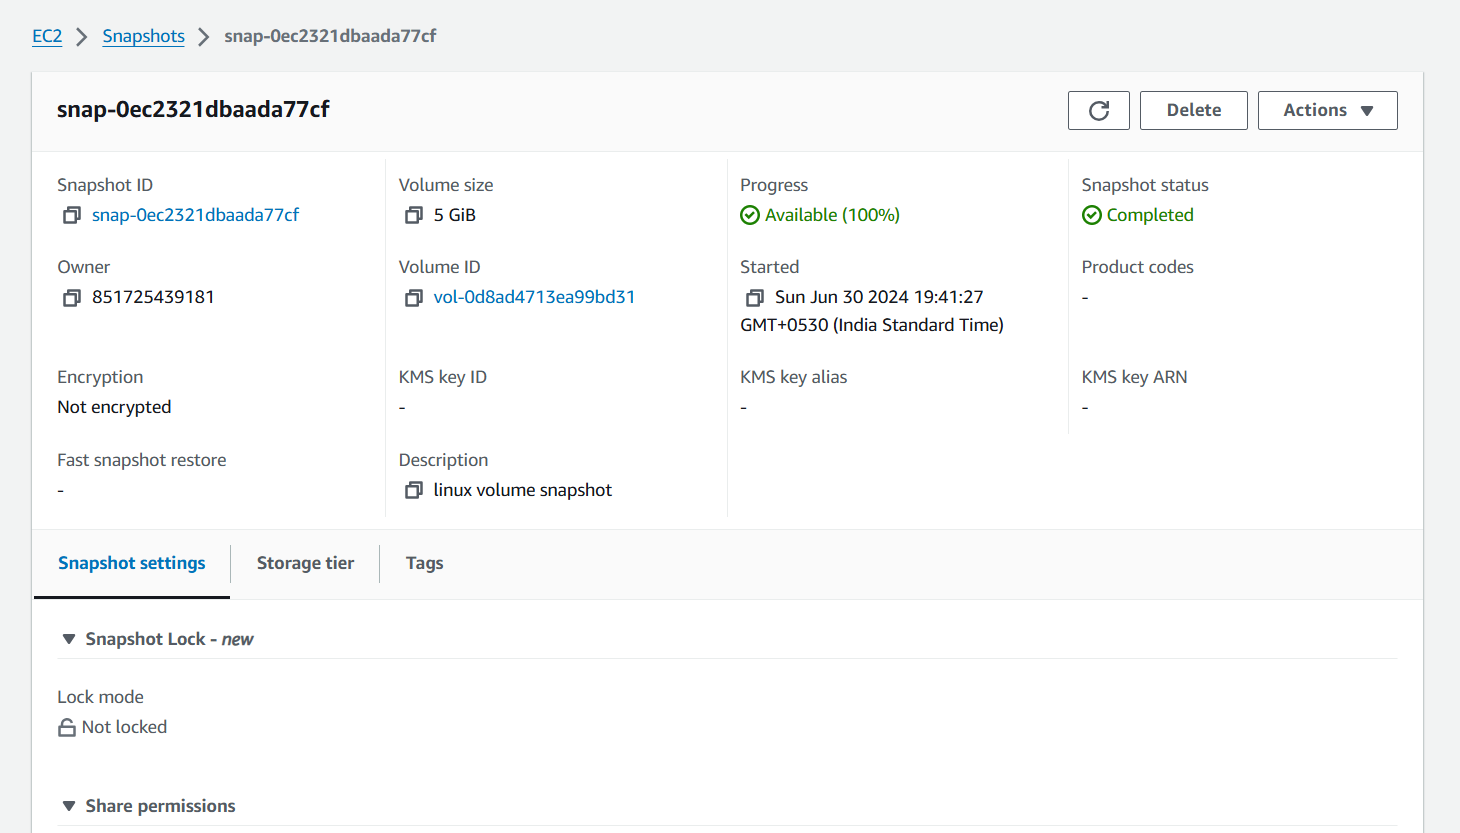 EC2 > Snapshots > snap-0ec2321dbaada77cf
snap-0ec2321dbaada77cf
Delete
Actions
Snapshot ID
snap-0ec2321dbaada77cf
Volume size
5 GiB
Progress
Available (100%)
Snapshot status
Completed
Owner
851725439181
Volume ID
vol-0d8ad4713ea99bd31
Started
Sun Jun 30 2024 19:41:27
GMT+0530 (India Standard Time)
Product codes
-
Encryption
Not encrypted
KMS key ID
-
KMS key alias
-
KMS key ARN
-
Fast snapshot restore
-
Description
linux volume snapshot
Snapshot settings
Storage tier
Tags
Snapshot Lock - new
Lock mode
Not locked
Share permissions